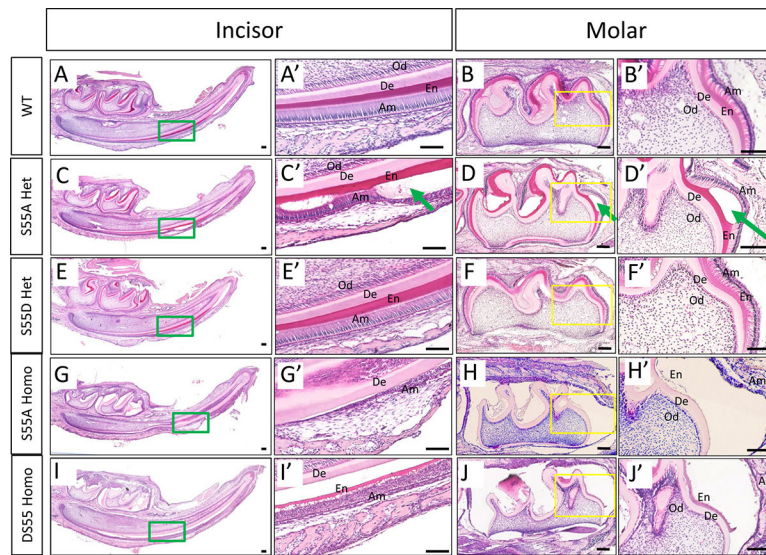 Incisor Molar
WT
A A' Od De En Am B B' Am De En Od
S55A Het
C C' Od De En Am D D' Am De Od En
S55D Het
E E' Od De En Am F F' De Am En Od
S55A Homo
G G' De Am H H' En Am De Od
DS55 Homo
I I' De En Am J J' A En Od De